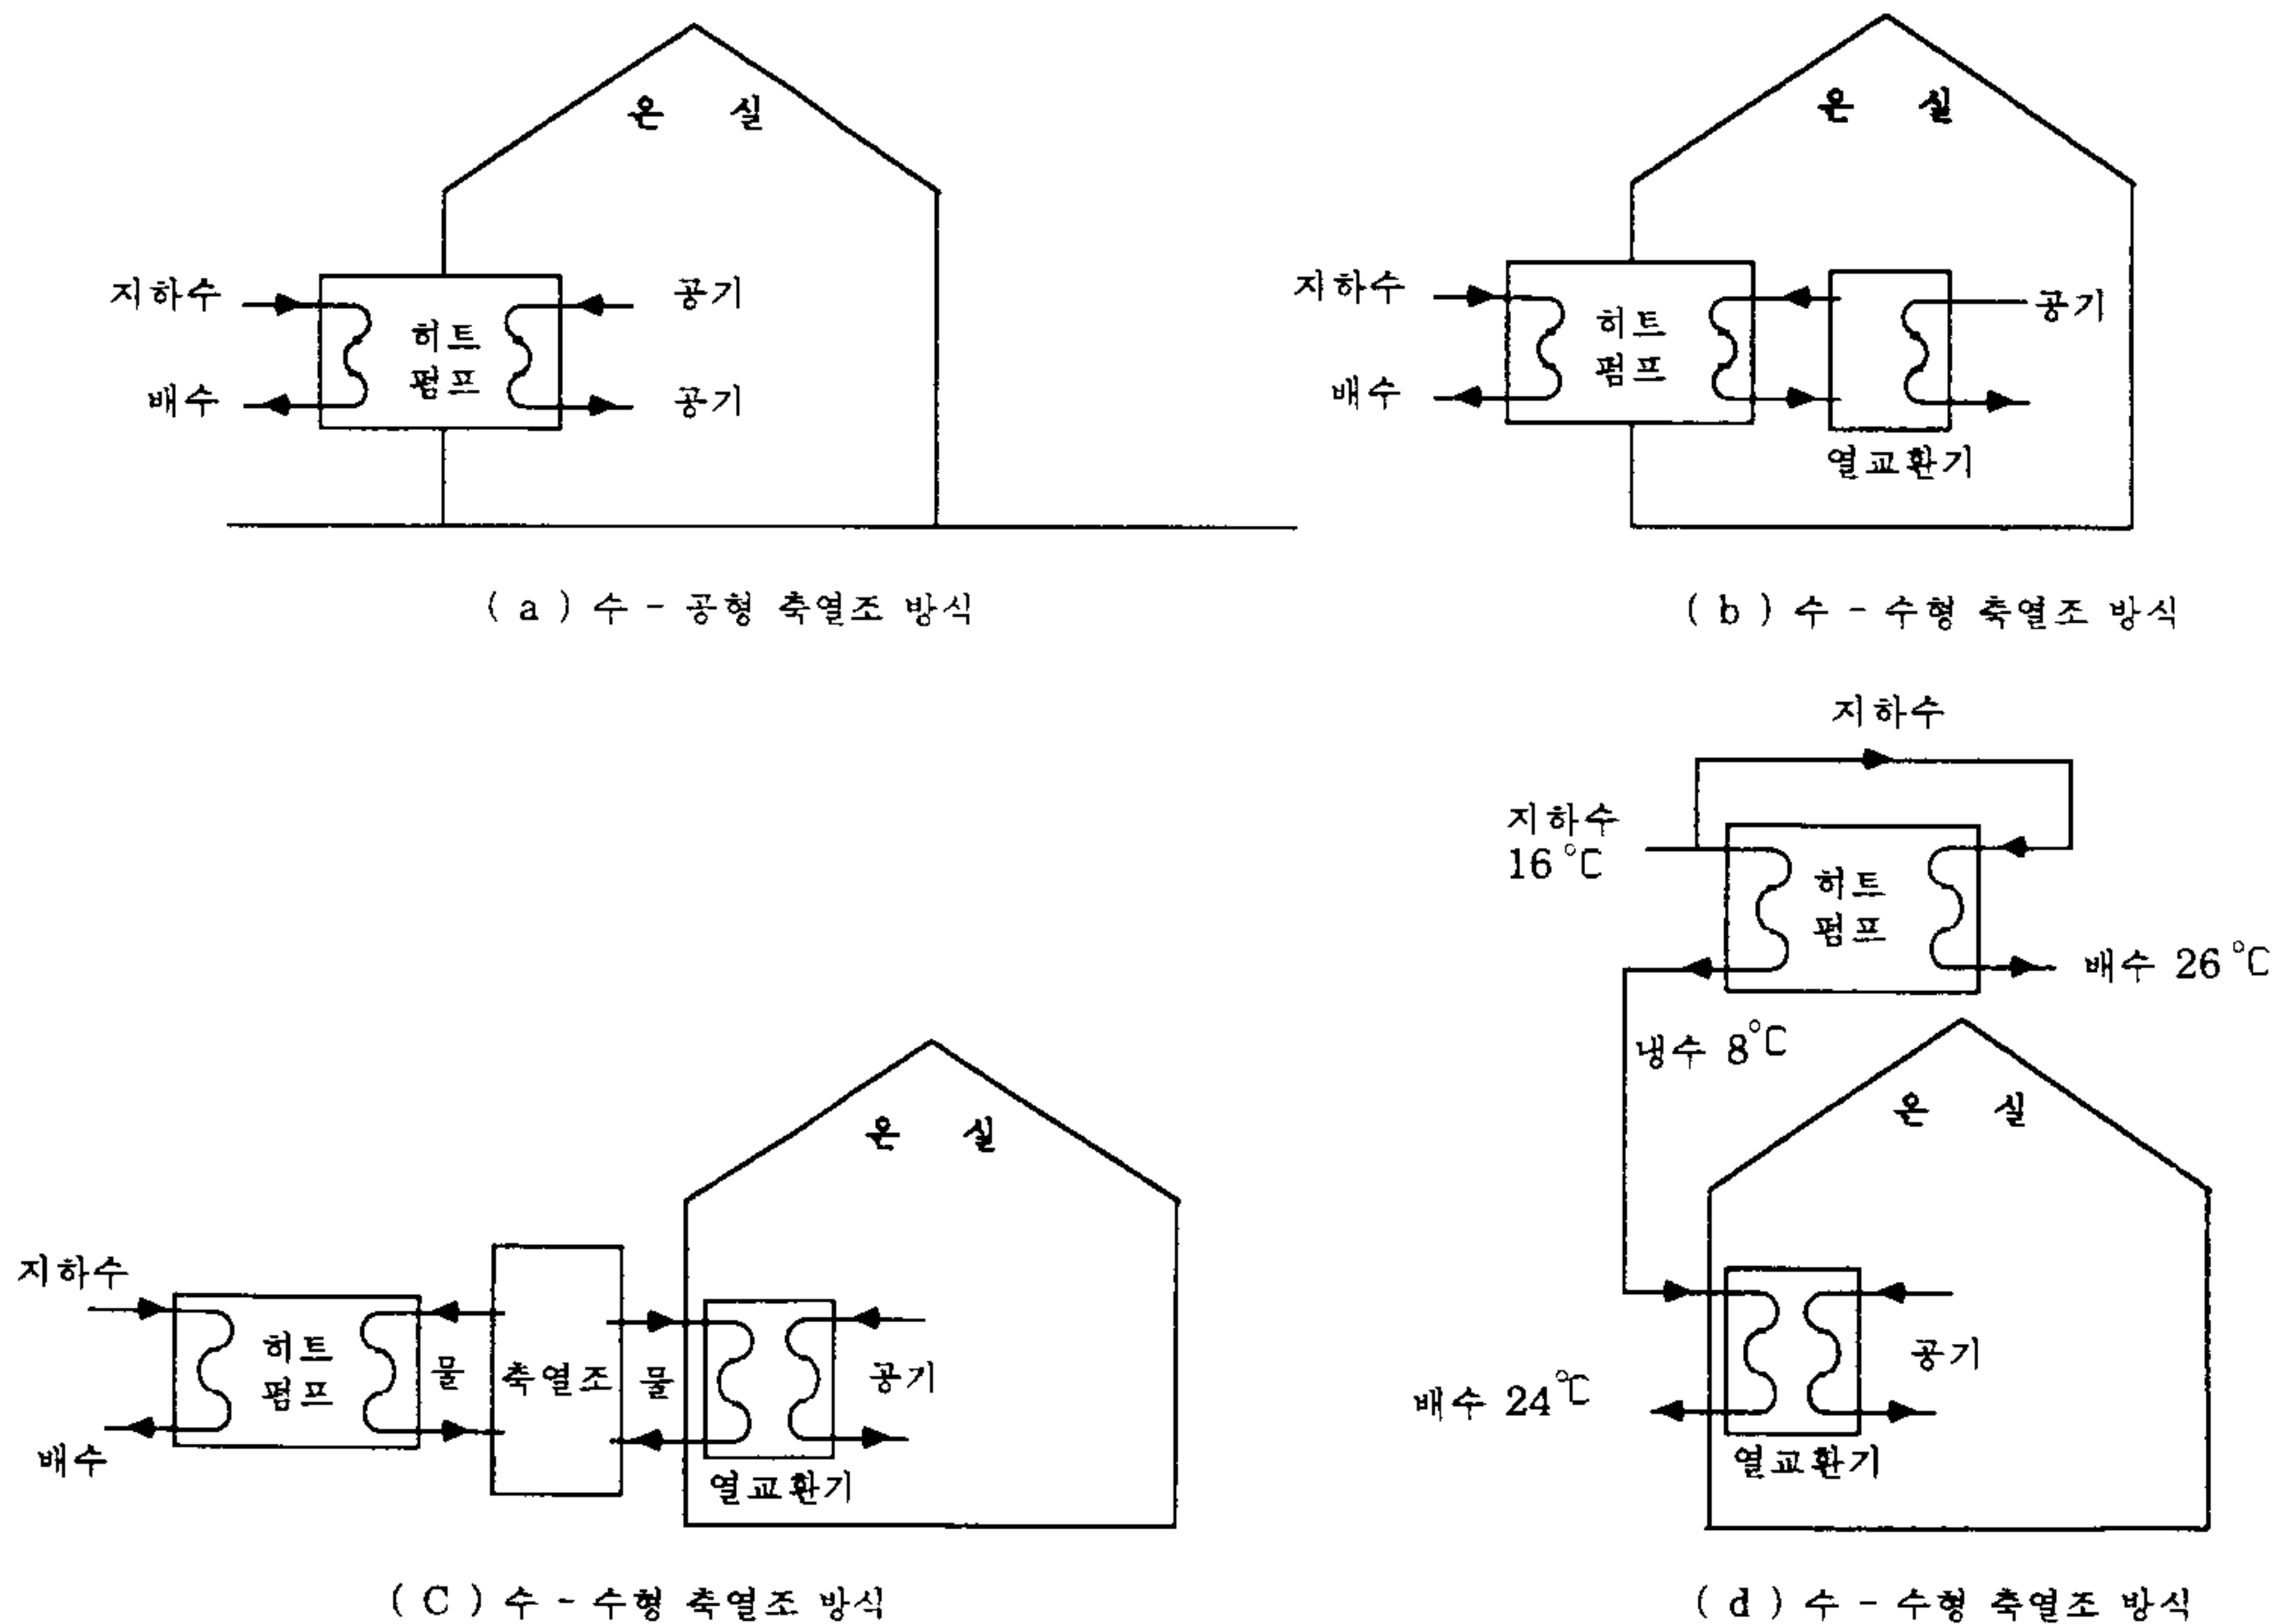 온 실
지하수
공기
히트
펌프
배수
공기
( a ) 수 - 공형 축열조 방식
온 실
지하수
히트
펌프
공기
배수
열교환기
( b ) 수 - 수형 축열조 방식
온 실
지하수
히트
펌프
물
축열조
물
공기
배수
열교환기
( C ) 수 - 수형 축열조 방식
지하수
지하수
16 ℃
히트
펌프
배수 26 ℃
냉수 8℃
온 실
공기
배수 24℃
열교환기
( d ) 수 - 수형 축열조 방식